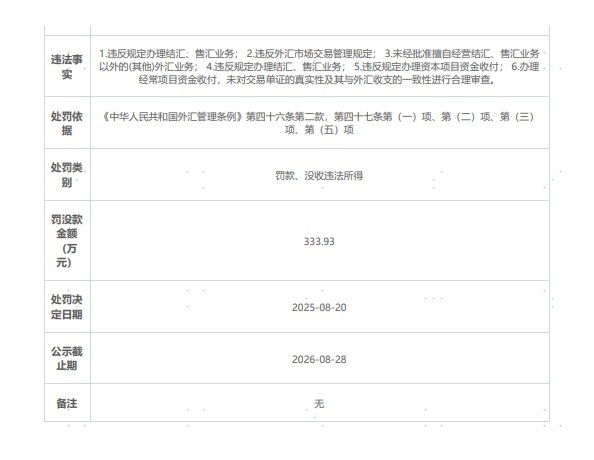 违法事
实
1.违反规定办理结汇、售汇业务； 2.违反外汇市场交易管理规定； 3.未经批准擅自经营结汇、售汇业务
以外的(其他)外汇业务； 4.违反规定办理结汇、售汇业务； 5.违反规定办理资本项目资金收付； 6.办理
经常项目资金收付，未对交易单证的真实性及其与外汇收支的一致性进行合理审查。
处罚依
据
《中华人民共和国外汇管理条例》第四十六条第二款，第四十七条第（一）项、第（二）项、第（三）
项、第（五）项
处罚类
别
罚款、没收违法所得
罚没款
金额
（万
元）
333.93
处罚决
定日期
2025-08-20
公示截
止期
2026-08-28
备注
无